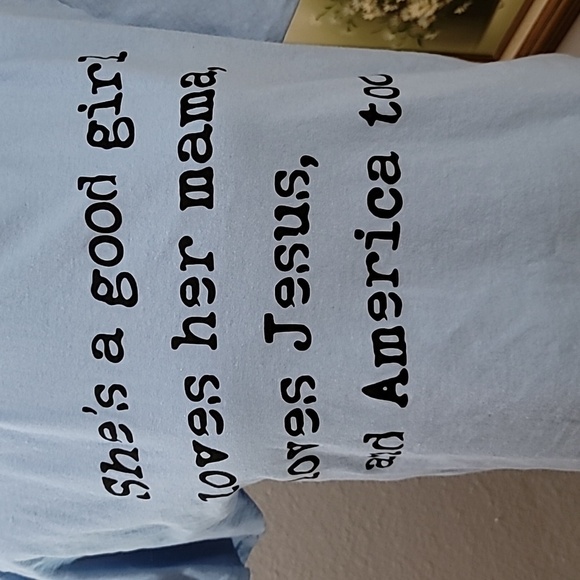 She's a good girl
loves her mama,
loves Jesus,
and America too